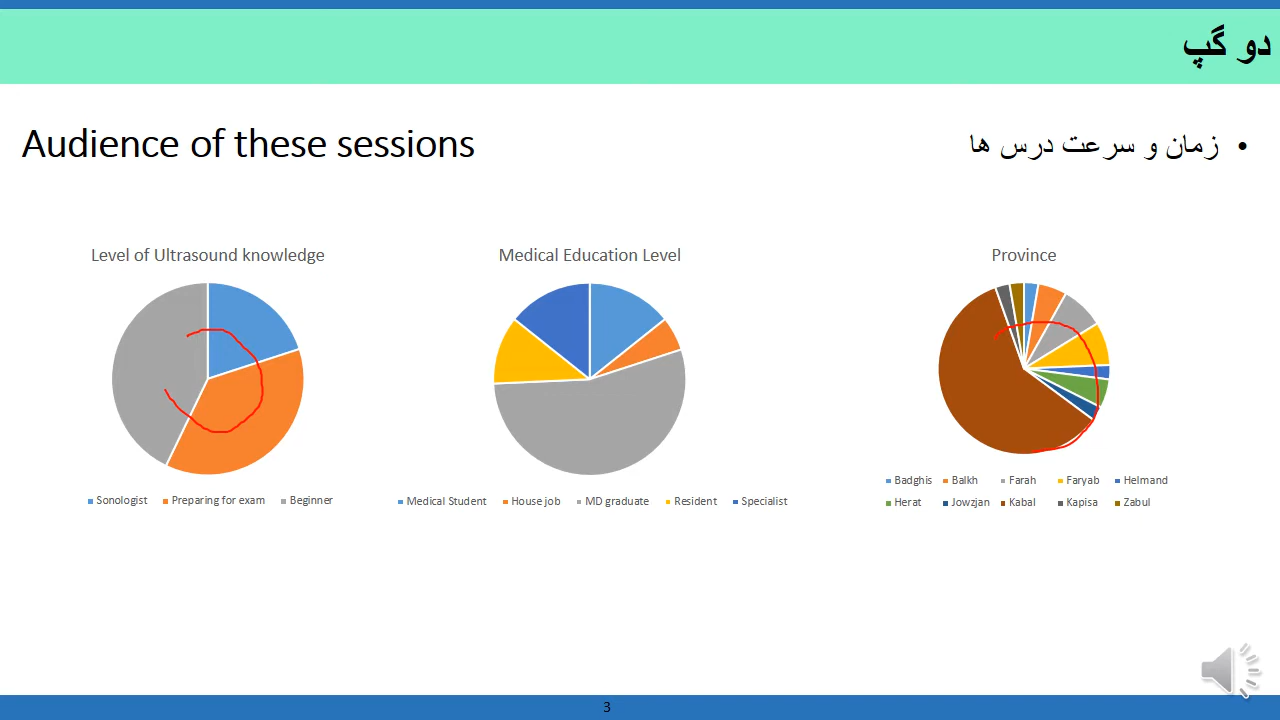 دو گپ
Audience of these sessions
• زمان و سرعت درس ها
Level of Ultrasound knowledge
Sonologist Preparing for exam Beginner
Medical Education Level
Medical Student House job MD graduate Resident Specialist
Province
Badghis Balkh Farah Faryab Helmand
Herat Jowzjan Kabal Kapisa Zabul
3